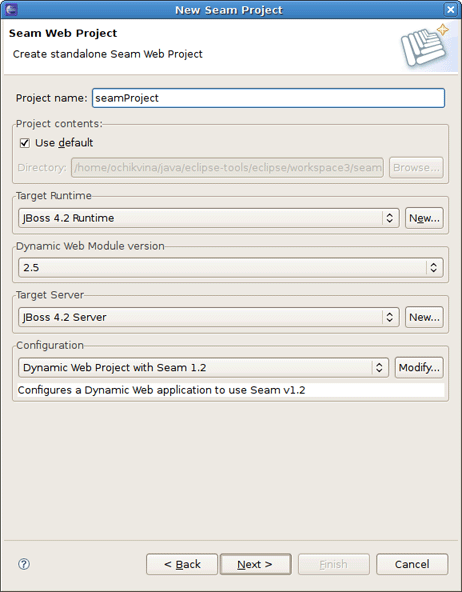 New Seam Project
Seam Web Project
Create standalone Seam Web Project
Project name: seamProject
Project contents:
Use default
Directory: /home/ochikvina/java/eclipse-tools/eclipse/workspace3/seam Browse...
Target Runtime
JBoss 4.2 Runtime New...
Dynamic Web Module version
2.5
Target Server
JBoss 4.2 Server New...
Configuration
Dynamic Web Project with Seam 1.2 Modify...
Configures a Dynamic Web application to use Seam v1.2
? < Back Next > Finish Cancel